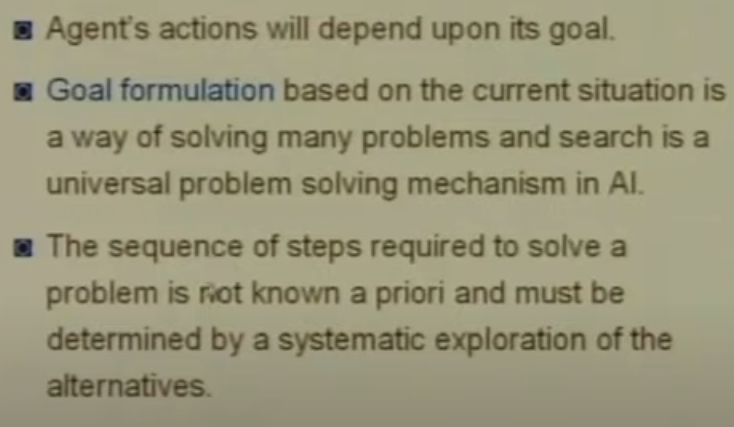 Agent's actions will depend upon its goal.
Goal formulation based on the current situation is
a way of solving many problems and search is a
universal problem solving mechanism in AI.
The sequence of steps required to solve a
problem is not known a priori and must be
determined by a systematic exploration of the
alternatives.